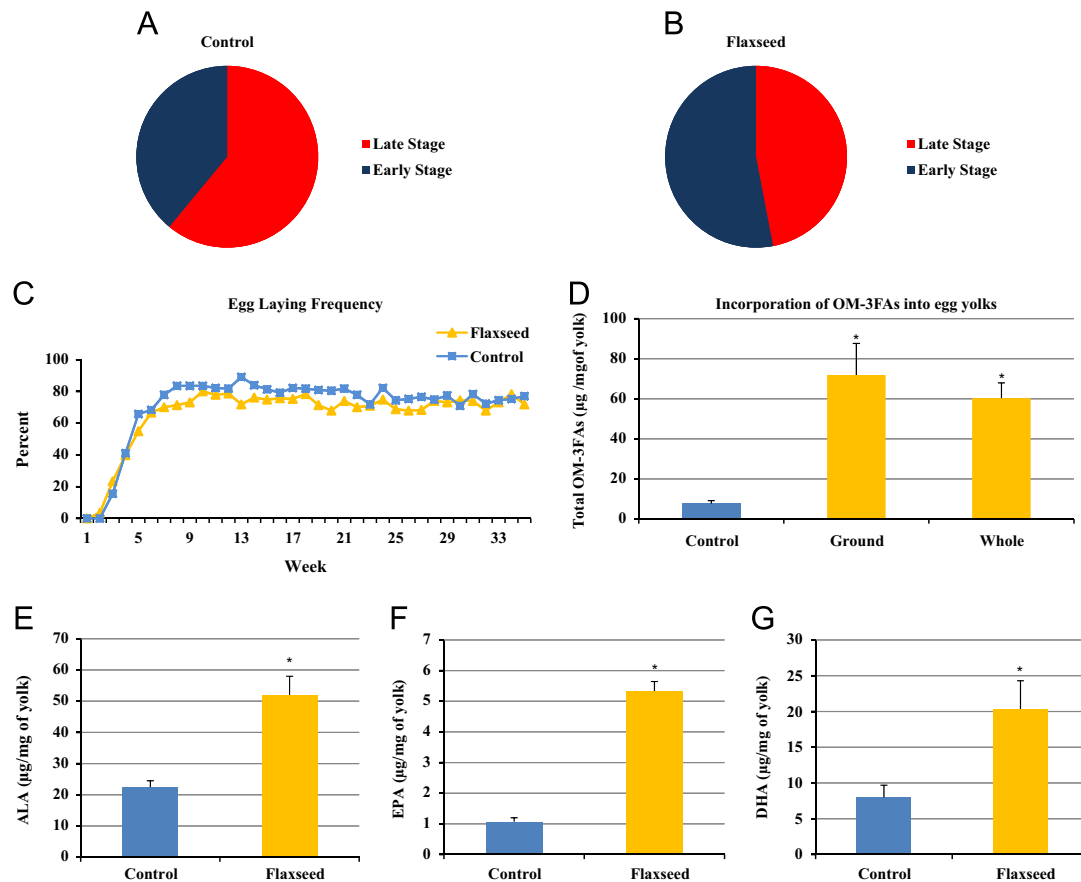 A
Control
Late Stage
Early Stage
B
Flaxseed
Late Stage
Early Stage
C
Egg Laying Frequency
Flaxseed
Control
Percent
100
80
60
40
20
0
1 5 9 13 17 21 25 29 33
Week
D
Incorporation of OM-3FAs into egg yolks
Total OM-3FAs (µg /mgof yolk)
100
80
60
40
20
0
*
*
Control Ground Whole
E
ALA (µg/mg of yolk)
70
60
50
40
30
20
10
0
*
Control Flaxseed
F
EPA (µg/mg of yolk)
7
6
5
4
3
2
1
0
*
Control Flaxseed
G
DHA (µg/mg of yolk)
30
25
20
15
10
5
0
*
Control Flaxseed